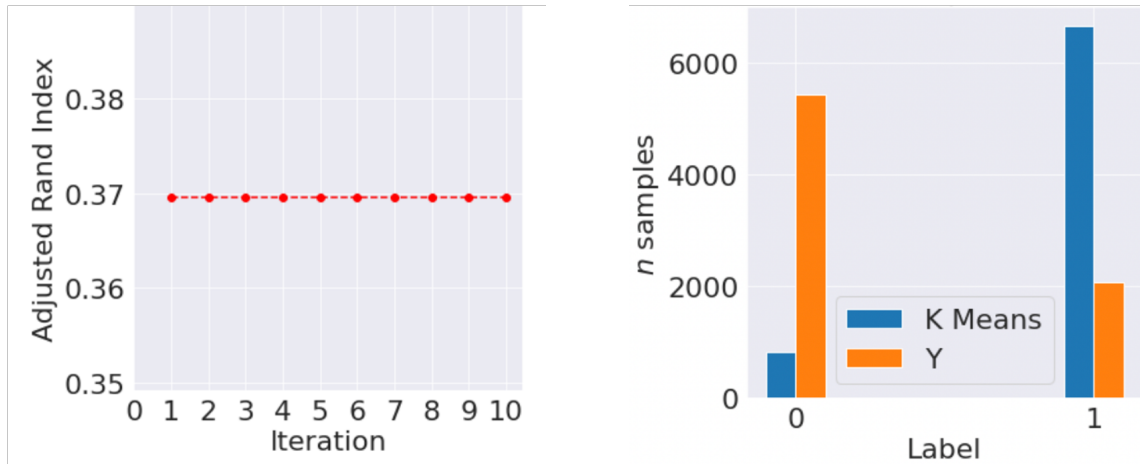 Adjusted Rand Index
0.38
0.37
0.36
0.35
0 1 2 3 4 5 6 7 8 9 10
Iteration
n samples
6000
4000
2000
0
K Means
Y
0 1
Label